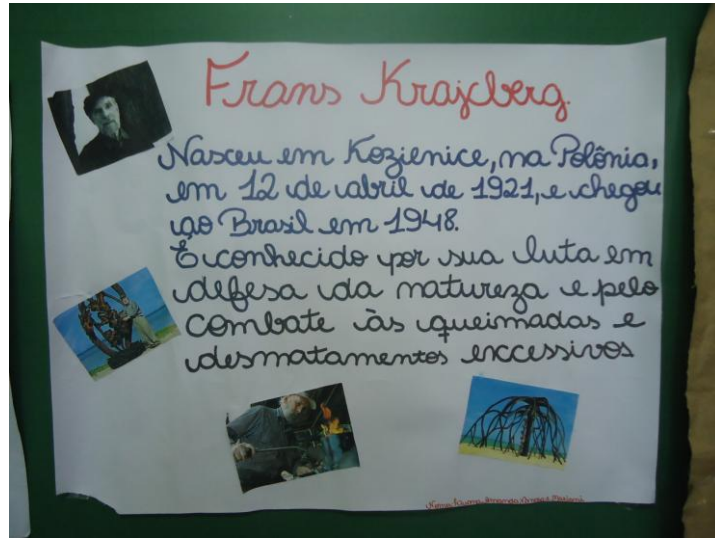 Frans Krajcberg.
Nasceu em Kozienice, na Polônia,
em 12 de abril de 1921, e chegou
ao Brasil em 1948.
É conhecido por sua luta em
defesa da natureza e pelo
combate às queimadas e
desmatamentos excessivos